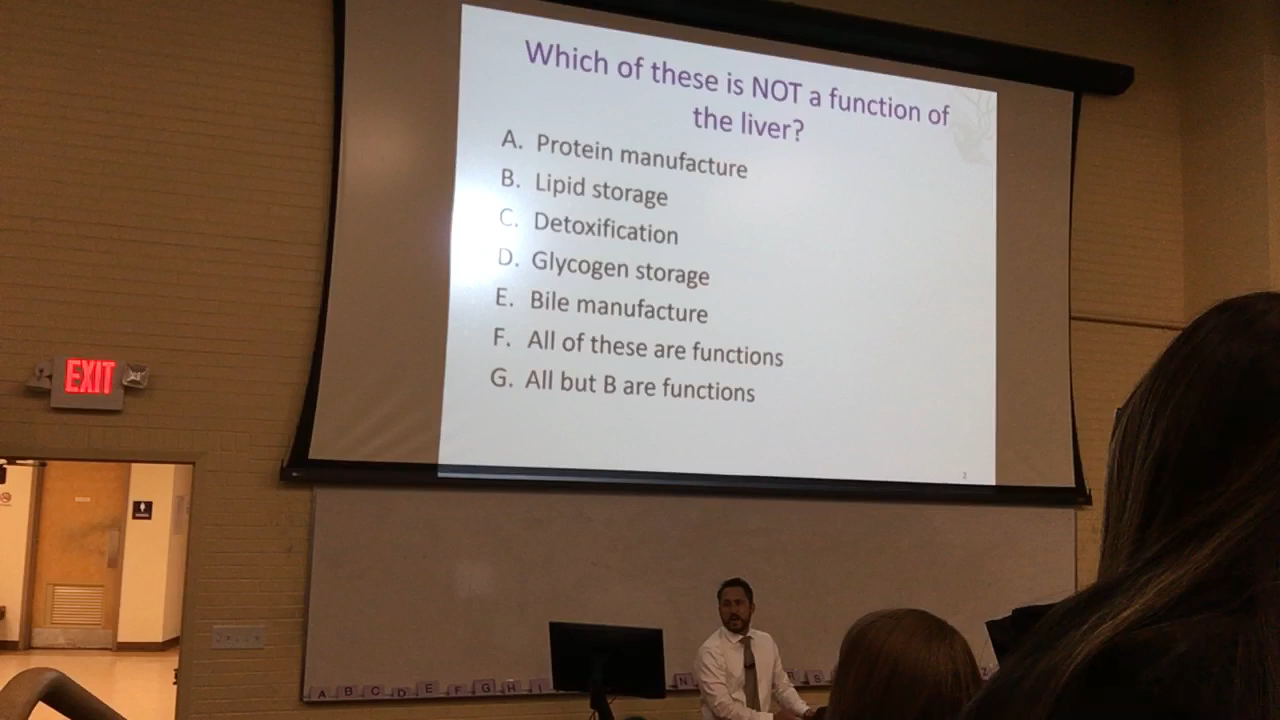 Which of these is NOT a function of
the liver?
A. Protein manufacture
B. Lipid storage
C. Detoxification
D. Glycogen storage
E. Bile manufacture
F. All of these are functions
G. All but B are functions
2
EXIT
A B C D E F G H I
N
R S
Z